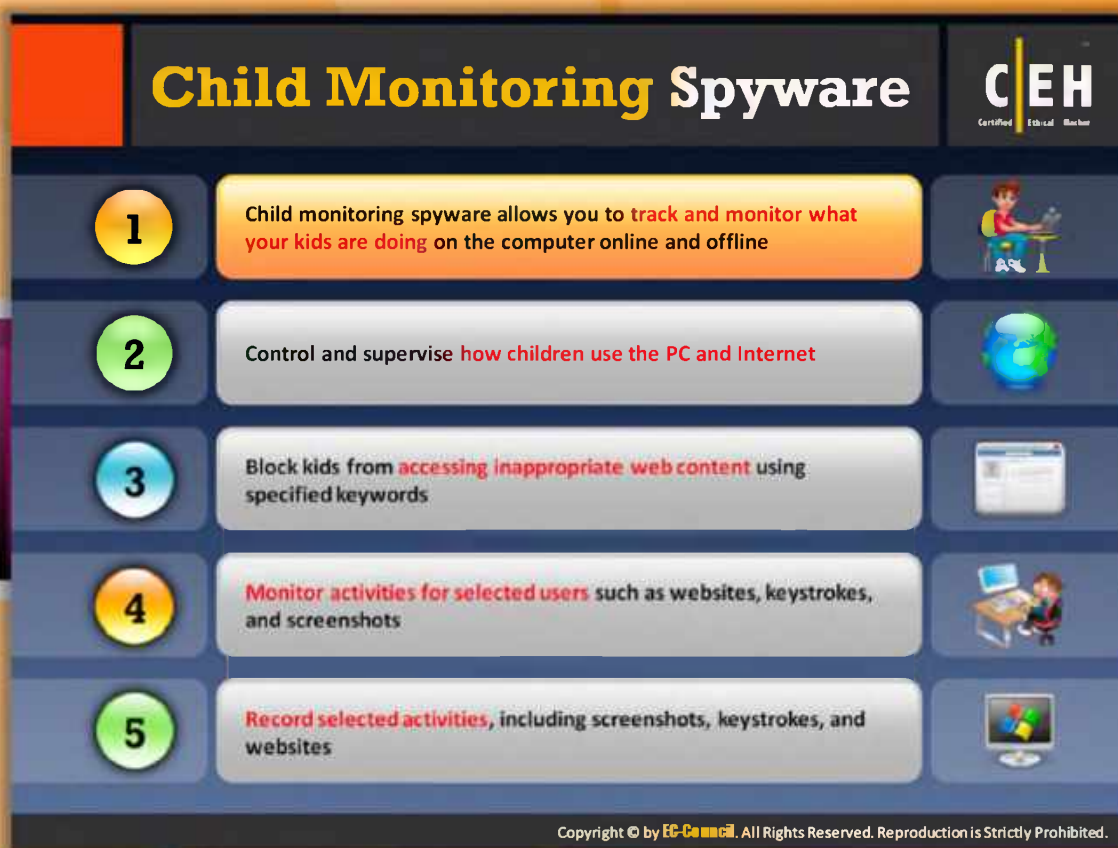 Child Monitoring Spyware
C EH
Certified Ethical Hacker
1
Child monitoring spyware allows you to track and monitor what
your kids are doing on the computer online and offline
2
Control and supervise how children use the PC and Internet
3
Block kids from accessing inappropriate web content using
specified keywords
4
Monitor activities for selected users such as websites, keystrokes,
and screenshots
5
Record selected activities, including screenshots, keystrokes, and
websites
Copyright © by EC-Council. All Rights Reserved. Reproduction is Strictly Prohibited.